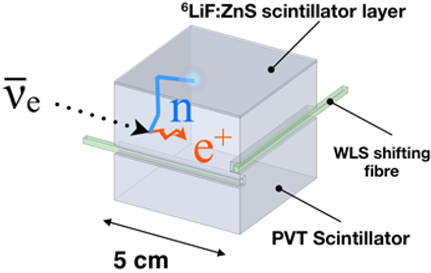 ⁶LiF:ZnS scintillator layer
ν̅e
n
e⁺
WLS shifting
fibre
PVT Scintillator
5 cm